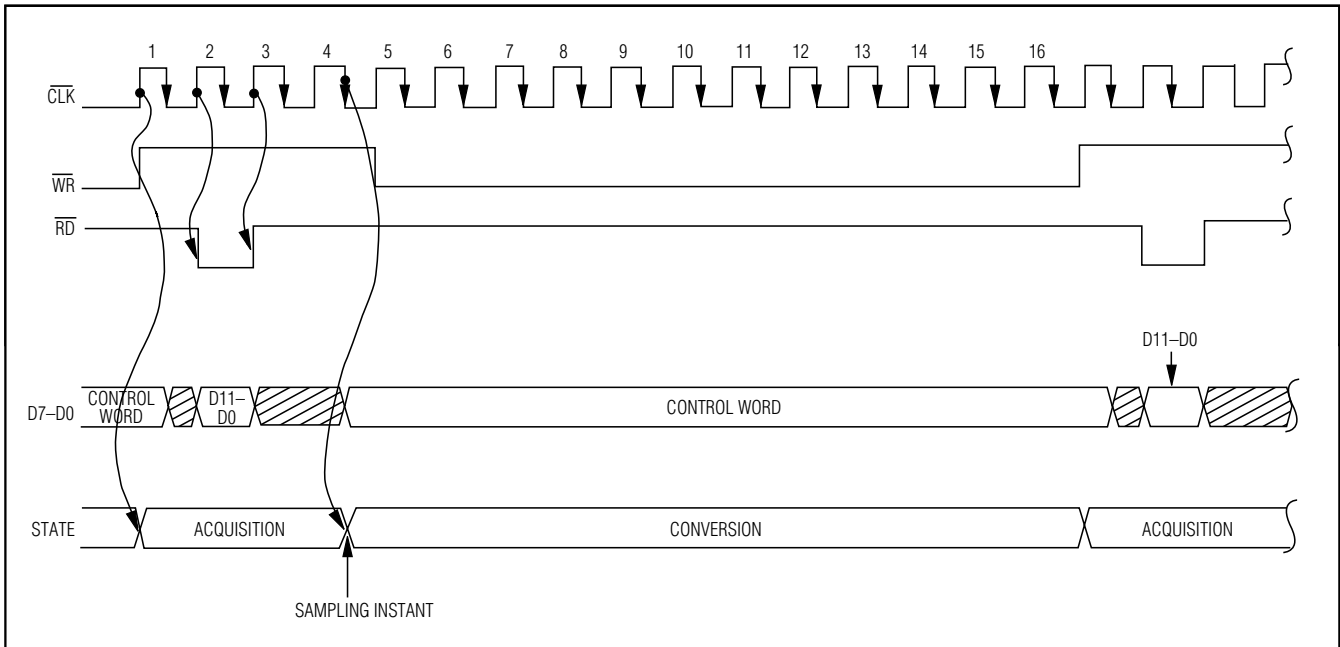 1 2 3 4 5 6 7 8 9 10 11 12 13 14 15 16
CLK
WR
RD
D11–D0
D7–D0
CONTROL
WORD
D11–
D0
CONTROL WORD
STATE
ACQUISITION
CONVERSION
ACQUISITION
SAMPLING INSTANT